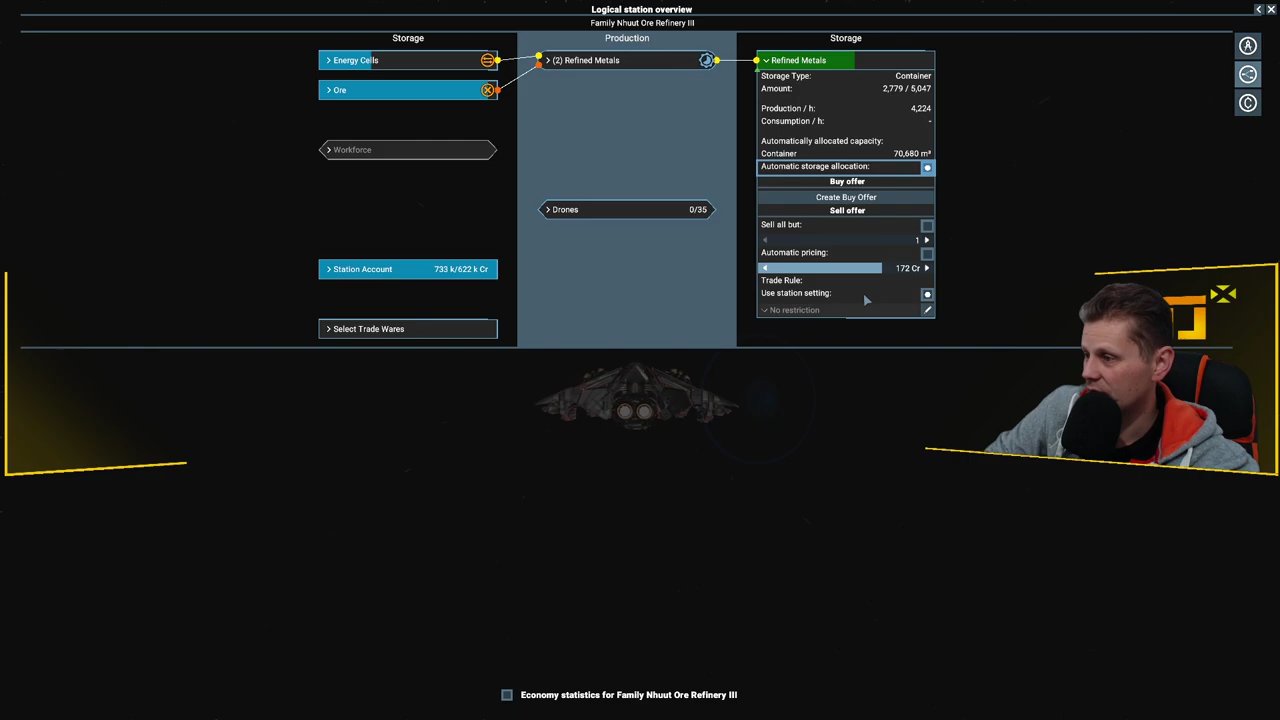 Logical station overview
Family Nhuut Ore Refinery III
Storage
Production
Storage
Energy Cells
(2) Refined Metals
Refined Metals
Ore
Storage Type: Container
Amount: 2,779 / 5,047
Production / h: 4,224
Consumption / h: -
Automatically allocated capacity:
Container 70,680 m³
Automatic storage allocation:
Buy offer
Create Buy Offer
Sell offer
Sell all but:
1
Automatic pricing:
172 Cr
Trade Rule:
Use station setting:
No restriction
Workforce
Drones 0/35
Station Account 733 k/622 k Cr
Select Trade Wares
Economy statistics for Family Nhuut Ore Refinery III